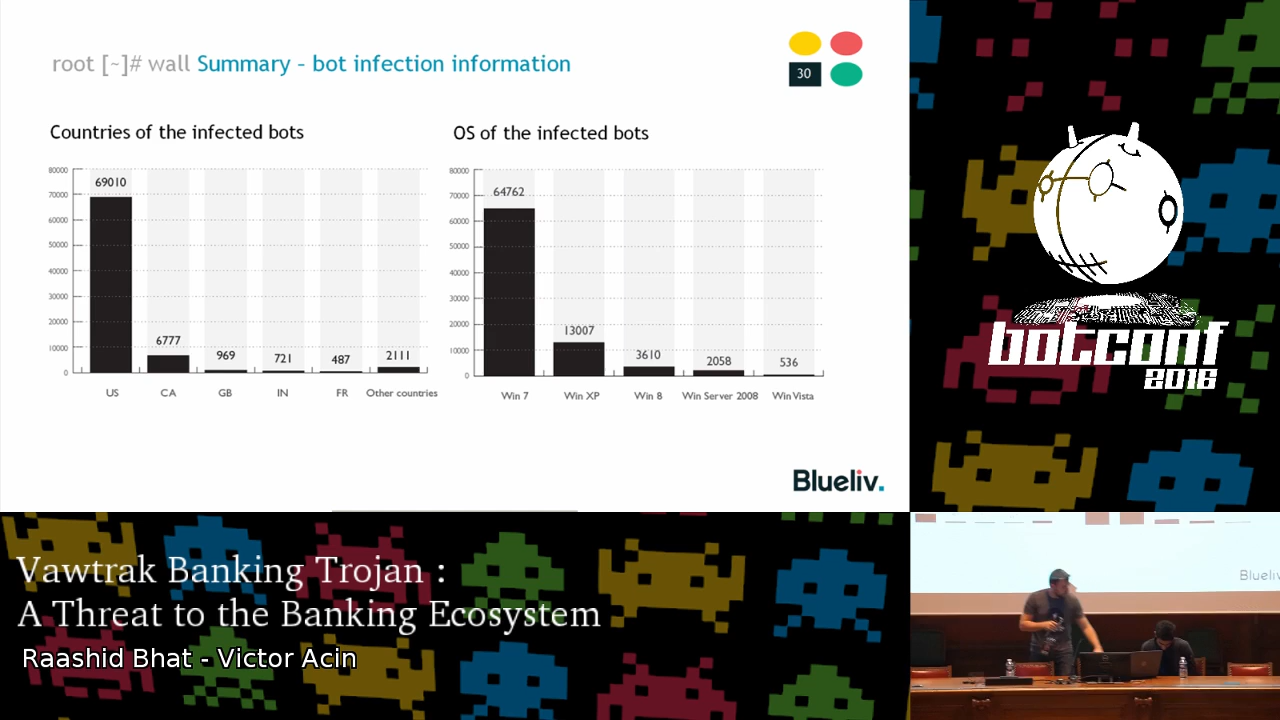 root [~]# wall Summary – bot infection information
30
Countries of the infected bots
80000
70000
60000
50000
40000
30000
20000
10000
0
69010
6777
969
721
487
2111
US CA GB IN FR Other countries
OS of the infected bots
80000
70000
60000
50000
40000
30000
20000
10000
0
64762
13007
3610
2058
536
Win 7 Win XP Win 8 Win Server 2008 Win Vista
Blueliv.
botconf
2016
Vawtrak Banking Trojan :
A Threat to the Banking Ecosystem
Raashid Bhat - Victor Acin
Blueliv